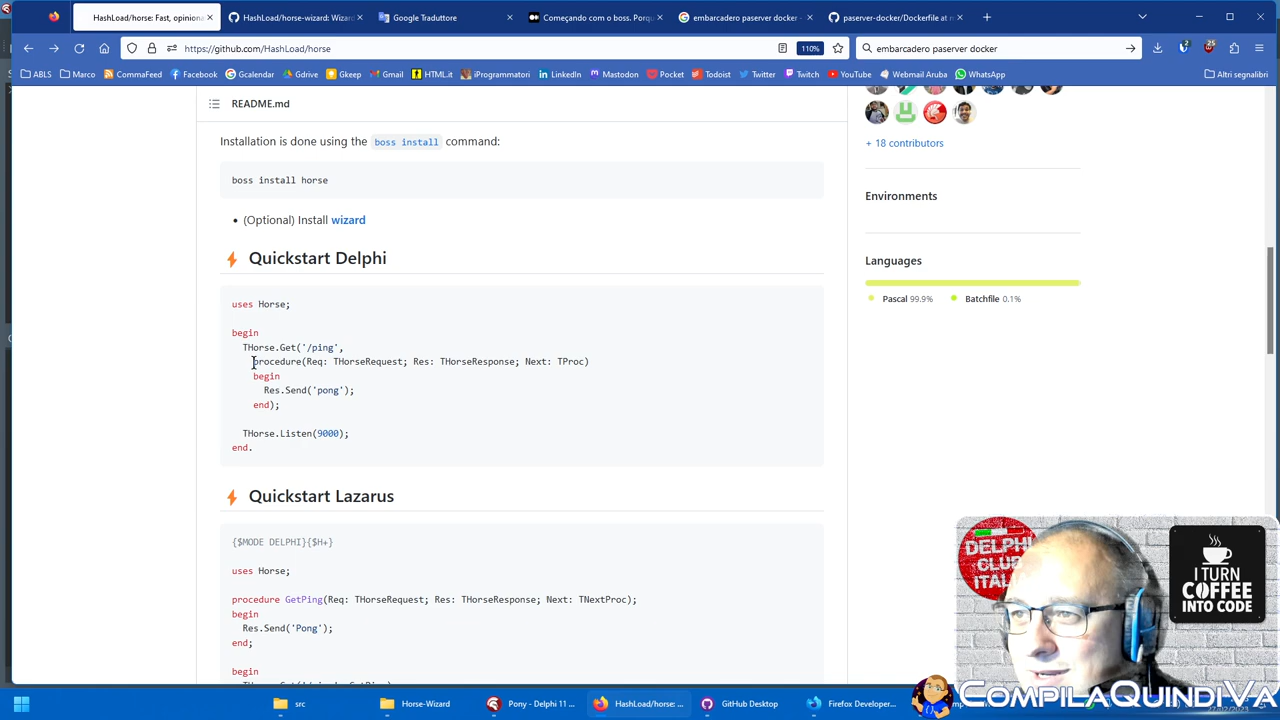 HashLoad/horse: Fast, opiniona
HashLoad/horse-wizard: Wizard
Google Traduttore
Começando com o boss. Porqu
embarcadero paserver docker -
paserver-docker/Dockerfile at m
https://github.com/HashLoad/horse
110%
embarcadero paserver docker
ABLS
Marco
CommaFeed
Facebook
Gcalendar
Gdrive
Gkeep
Gmail
HTML.it
iProgrammatori
LinkedIn
Mastodon
Pocket
Todoist
Twitter
Twitch
YouTube
Webmail Aruba
WhatsApp
Altri segnalibri
README.md
Installation is done using the boss install command:
boss install horse
(Optional) Install wizard
Quickstart Delphi
uses Horse;
begin
THorse.Get('/ping',
procedure(Req: THorseRequest; Res: THorseResponse; Next: TProc)
begin
Res.Send('pong');
end);
THorse.Listen(9000);
end.
Quickstart Lazarus
{$MODE DELPHI}{$H+}
uses Horse;
procedure GetPing(Req: THorseRequest; Res: THorseResponse; Next: TNextProc);
begin
Res.Send('Pong');
end;
begin
+ 18 contributors
Environments
Languages
Pascal 99.9%
Batchfile 0.1%
DELPHI
CLUB
I TURN
COFFEE
INTO CODE
COMPILAQUINDIVA
src
Horse-Wizard
Pony - Delphi 11 ...
HashLoad/horse: ...
GitHub Desktop
Firefox Developer...